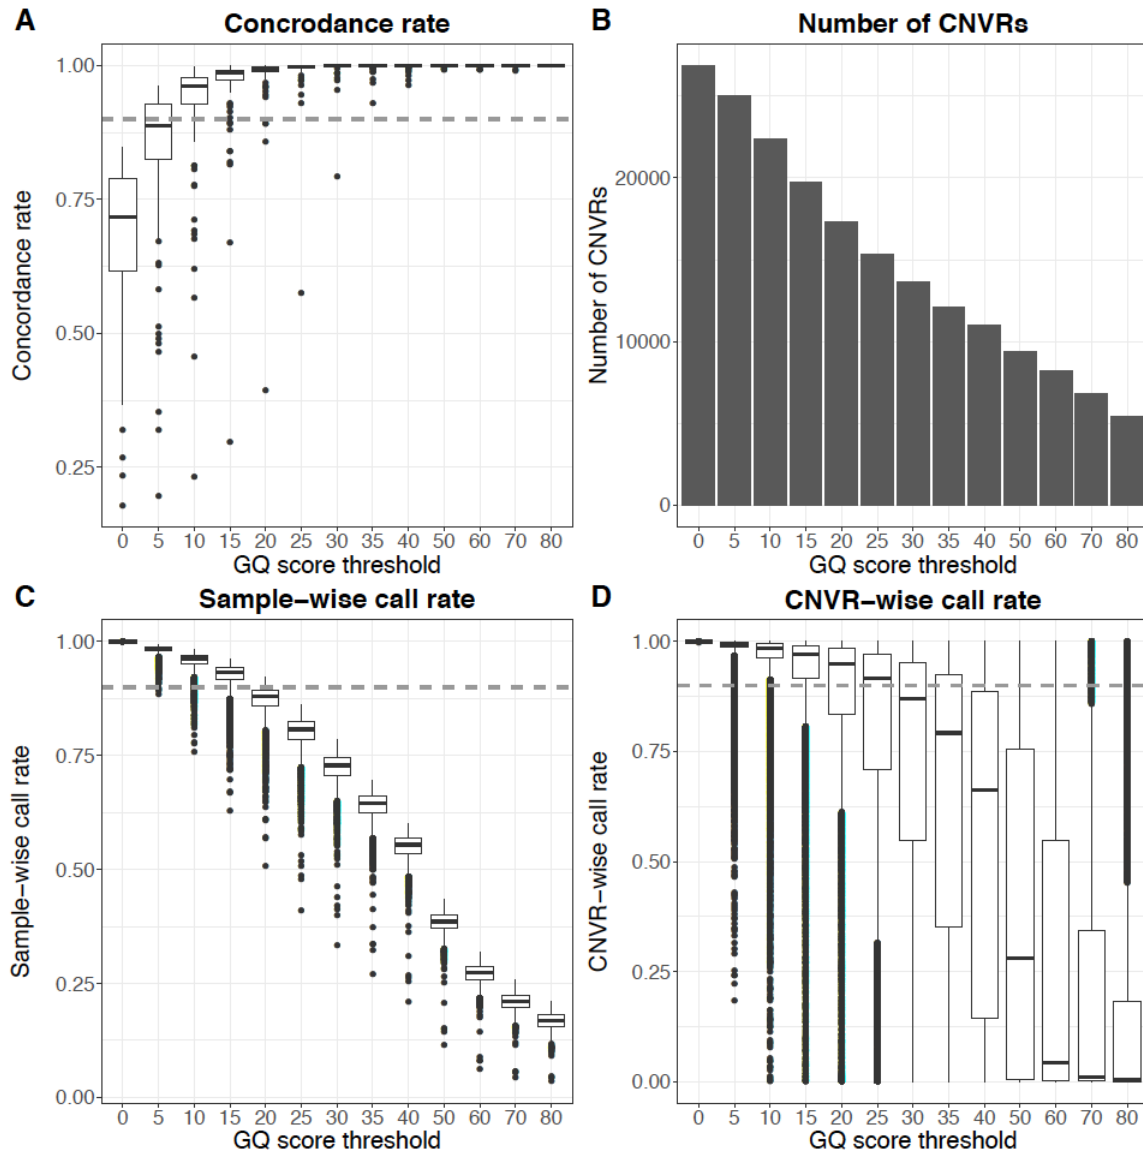 A
Concrodance rate
Concordance rate
1.00
0.75
0.50
0.25
0 5 10 15 20 25 30 35 40 50 60 70 80
GQ score threshold
B
Number of CNVRs
Number of CNVRs
20000
10000
0
0 5 10 15 20 25 30 35 40 50 60 70 80
GQ score threshold
C
Sample-wise call rate
Sample-wise call rate
1.00
0.75
0.50
0.25
0.00
0 5 10 15 20 25 30 35 40 50 60 70 80
GQ score threshold
D
CNVR-wise call rate
CNVR-wise call rate
1.00
0.75
0.50
0.25
0.00
0 5 10 15 20 25 30 35 40 50 60 70 80
GQ score threshold